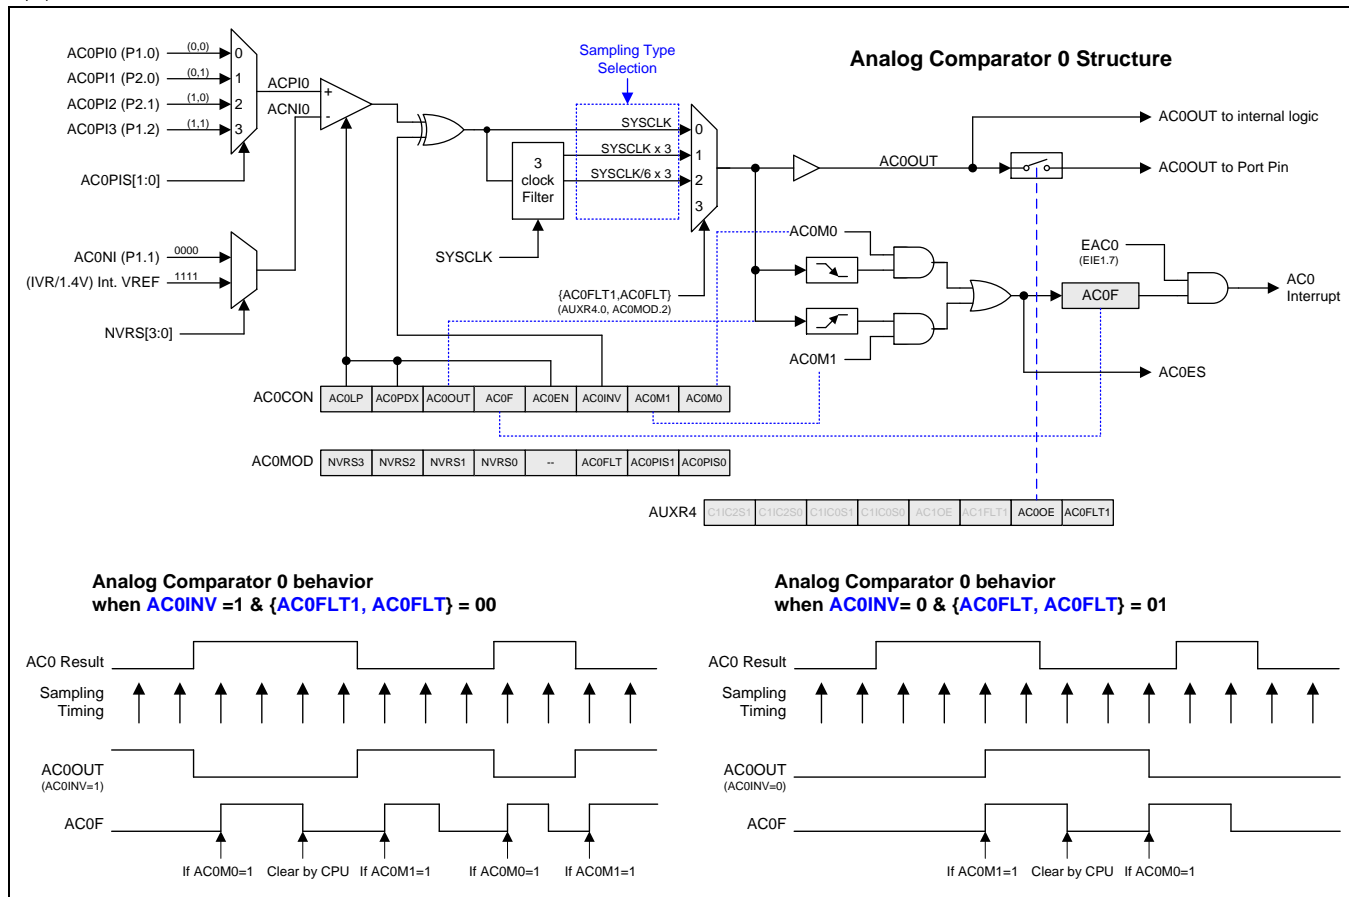 Analog Comparator 0 Structure
Sampling Type
Selection
AC0PI0 (P1.0)
(0,0)
0
AC0PI1 (P2.0)
(0,1)
1
AC0PI2 (P2.1)
(1,0)
2
AC0PI3 (P1.2)
(1,1)
3
AC0PIS[1:0]
ACPI0
ACNI0
+
-
AC0NI (P1.1)
0000
(IVR/1.4V) Int. VREF
1111
NVRS[3:0]
3
clock
Filter
SYSCLK
SYSCLK
SYSCLK x 3
SYSCLK/6 x 3
0
1
2
3
{AC0FLT1,AC0FLT}
(AUXR4.0, AC0MOD.2)
AC0OUT
AC0OUT to internal logic
AC0OUT to Port Pin
AC0M0
AC0M1
EAC0
(EIE1.7)
AC0F
AC0
Interrupt
AC0ES
AC0CON AC0LP AC0PDX AC0OUT AC0F AC0EN AC0INV AC0M1 AC0M0
AC0MOD NVRS3 NVRS2 NVRS1 NVRS0 -- AC0FLT AC0PIS1 AC0PIS0
AUXR4 C1IC2S1 C1IC2S0 C1IC0S1 C1IC0S0 AC1OE AC1FLT1 AC0OE AC0FLT1
Analog Comparator 0 behavior
when AC0INV =1 & {AC0FLT1, AC0FLT} = 00
AC0 Result
Sampling
Timing
AC0OUT
(AC0INV=1)
AC0F
If AC0M0=1 Clear by CPU If AC0M1=1 If AC0M0=1 If AC0M1=1
Analog Comparator 0 behavior
when AC0INV= 0 & {AC0FLT, AC0FLT} = 01
AC0 Result
Sampling
Timing
AC0OUT
(AC0INV=0)
AC0F
If AC0M1=1 Clear by CPU If AC0M0=1